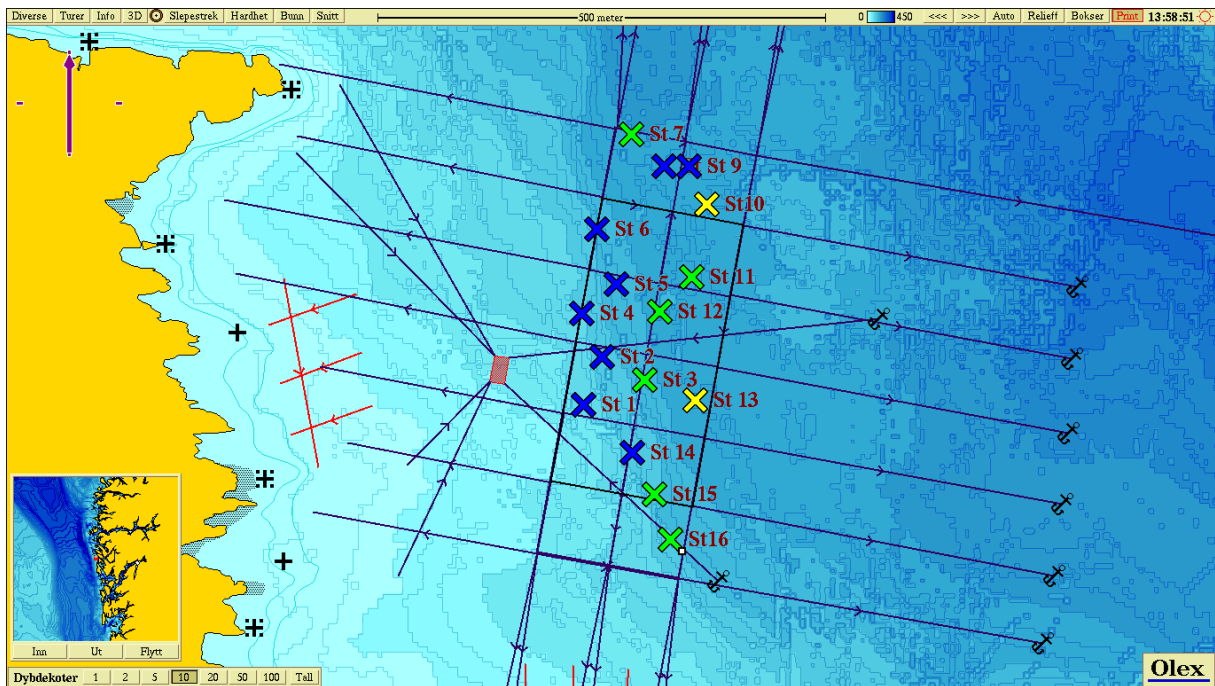 Diverse Turer Info 3D Slepestrek Hardhet Bunn Snitt 500 meter 0 450 <<< >>> Auto Relieff Bokser Print 13:58:51
St 7
St 9
St10
St 6
St 11
St 5
St 12
St 4
St 2
St 3
St 13
St 1
St 14
St 15
St16
Inn Ut Flytt
Olex
Dybdekoter 1 2 5 10 20 50 100 Tall